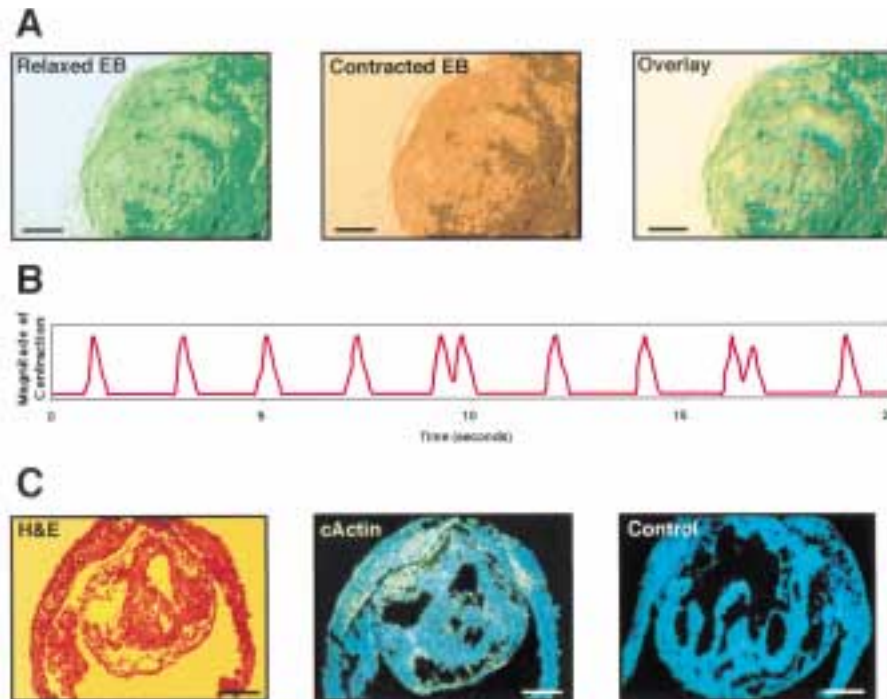 A
Relaxed EB
Contracted EB
Overlay
B
Magnitude of
Contraction
0
5
10
15
Time (seconds)
C
H&E
cActin
Control